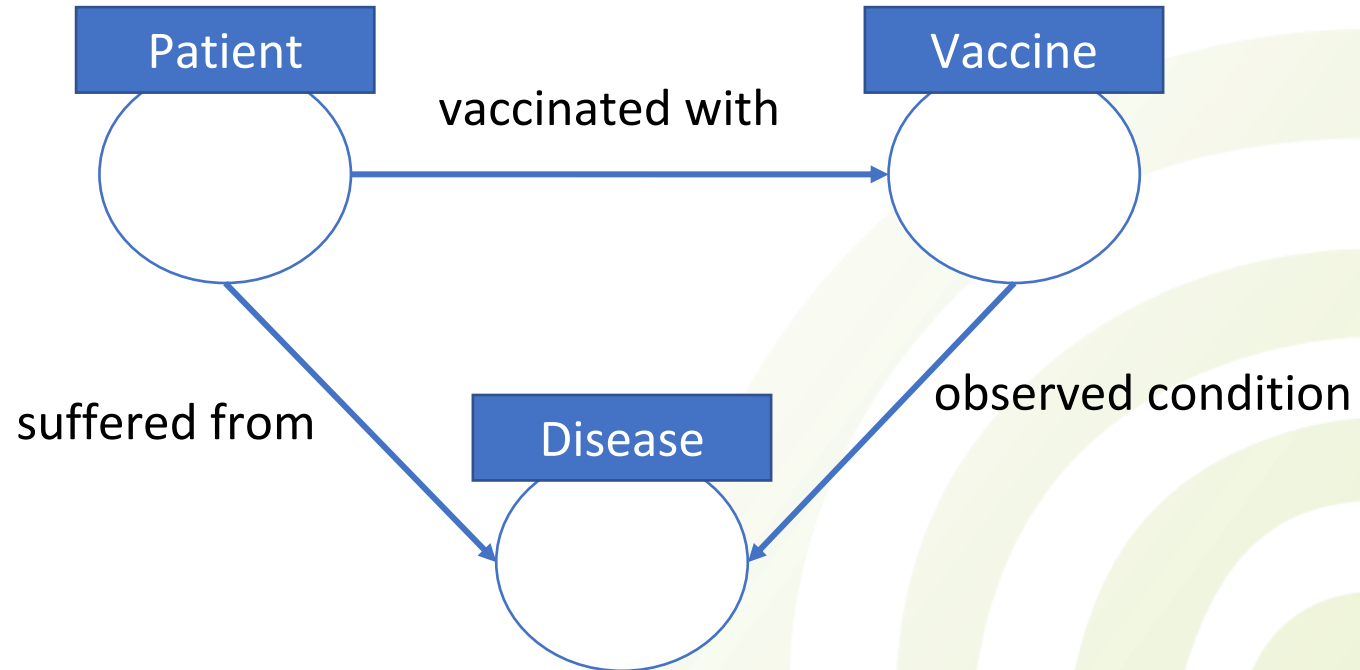 Patient
Vaccine
vaccinated with
suffered from
observed condition
Disease